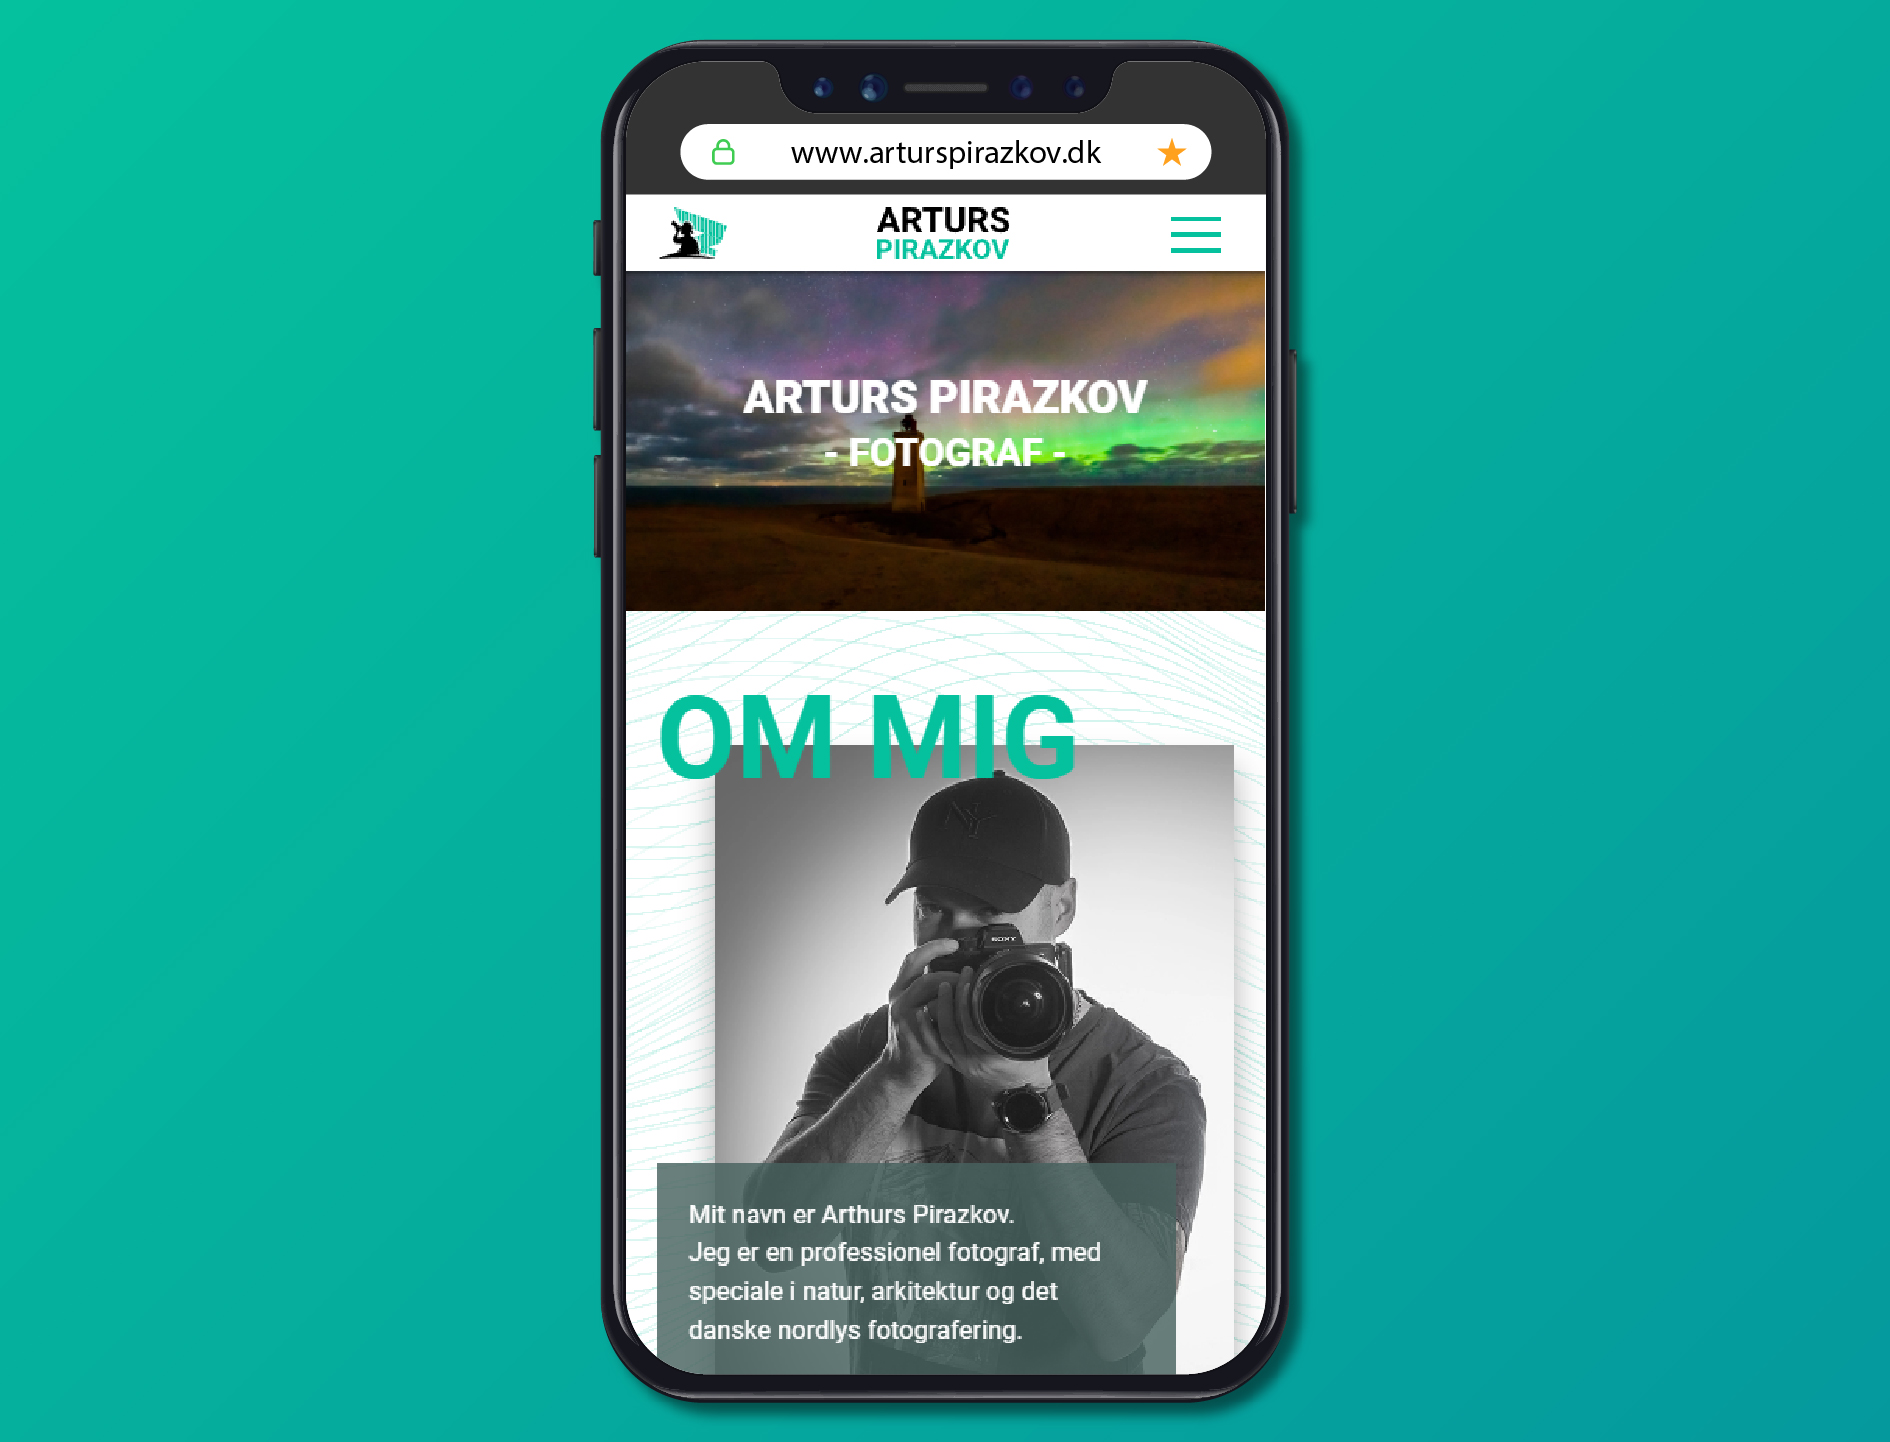 www.arturspirazkov.dk
ARTURS
PIRAZKOV
ARTURS PIRAZKOV
- FOTOGRAF -
OM MIG
NY
SONY
Mit navn er Arthurs Pirazkov.
Jeg er en professionel fotograf, med
speciale i natur, arkitektur og det
danske nordlys fotografering.